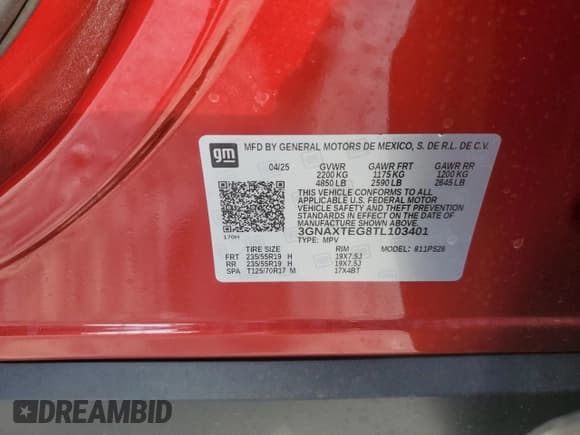 gm MFD BY GENERAL MOTORS DE MEXICO, S. DE R.L. DE C.V.
04/25 GVWR GAWR FRT GAWR RR
2200 KG 1175 KG 1200 KG
4850 LB 2590 LB 2645 LB
THIS VEHICLE CONFORMS TO ALL
APPLICABLE U.S. FEDERAL MOTOR
VEHICLE SAFETY AND THEFT PREVENTION
STANDARDS IN EFFECT ON THE DATE OF
MANUFACTURE SHOWN ABOVE.
170H 3GNAXTEG8TL103401
TYPE: MPV MODEL: 811PS26
TIRE SIZE RIM
FRT 235/55R19 H 19X7.5J
RR 235/55R19 H 19X7.5J
SPA T125/70R17 M 17X4BT
DREAMBID